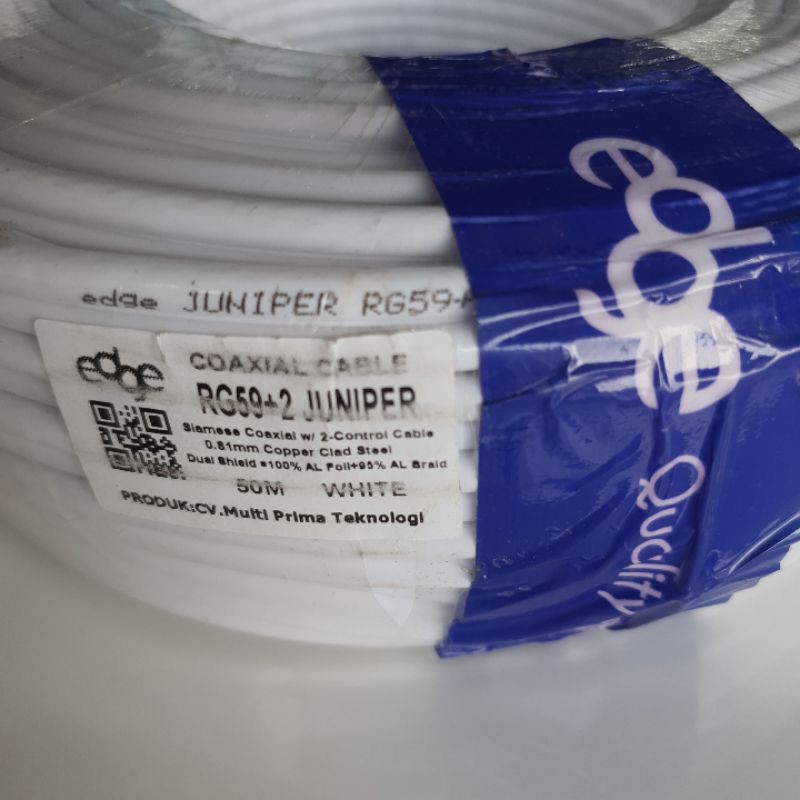 edge JUNIPER RG59
edge
COAXIAL CABLE
RG59+2 JUNIPER
Siamese Coaxial w/ 2-Control Cable
0.81mm Copper Clad Steel
Dual Shield =100% AL Foil+95% AL Braid
50M WHITE
PRODUK:CV.Multi Prima Teknologi
edge
Quality